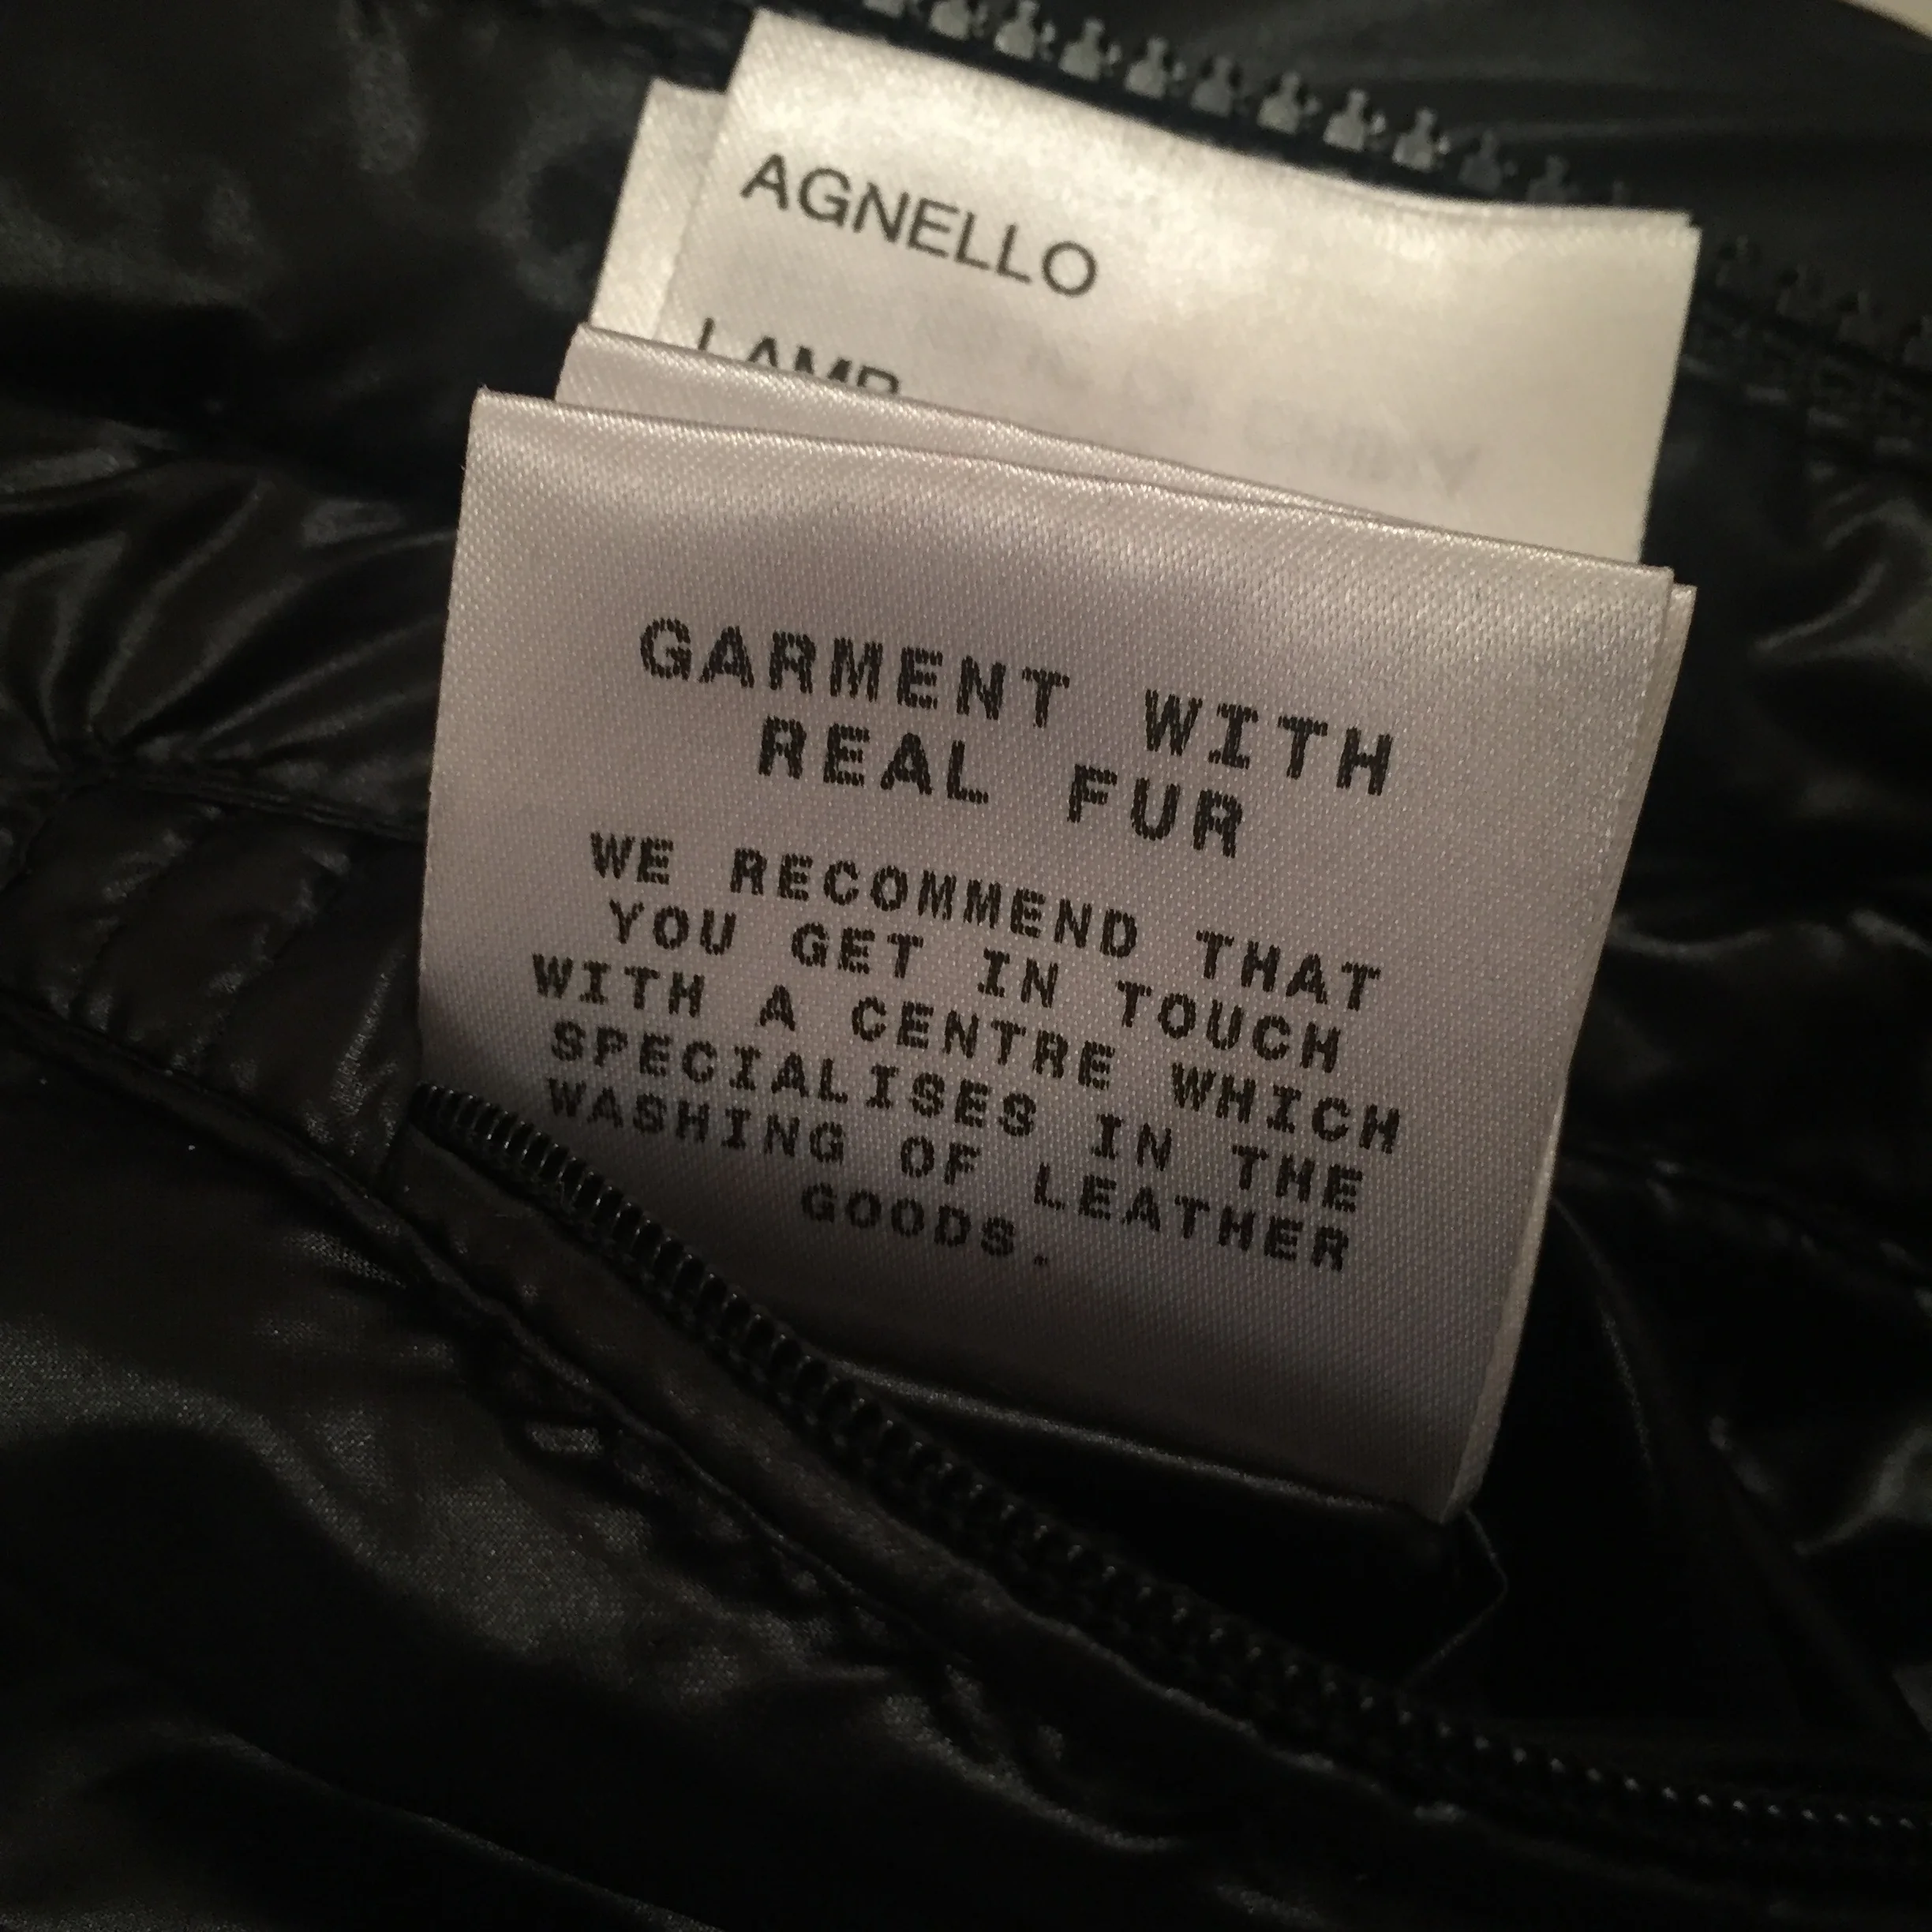 AGNELLO
LAMB
GARMENT WITH
REAL FUR
WE RECOMMEND THAT
YOU GET IN TOUCH
WITH A CENTRE WHICH
SPECIALISES IN THE
WASHING OF LEATHER
GOODS.